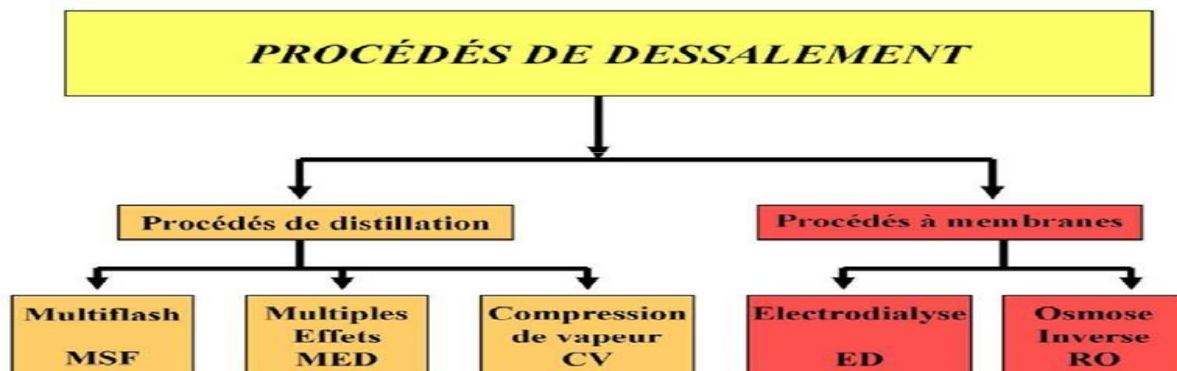 PROCÉDÉS DE DESSALEMENT
Procédés de distillation
Procédés à membranes
Multiflash
MSF
Multiples
Effets
MED
Compression
de vapeur
CV
Electrodialyse
ED
Osmose
Inverse
RO